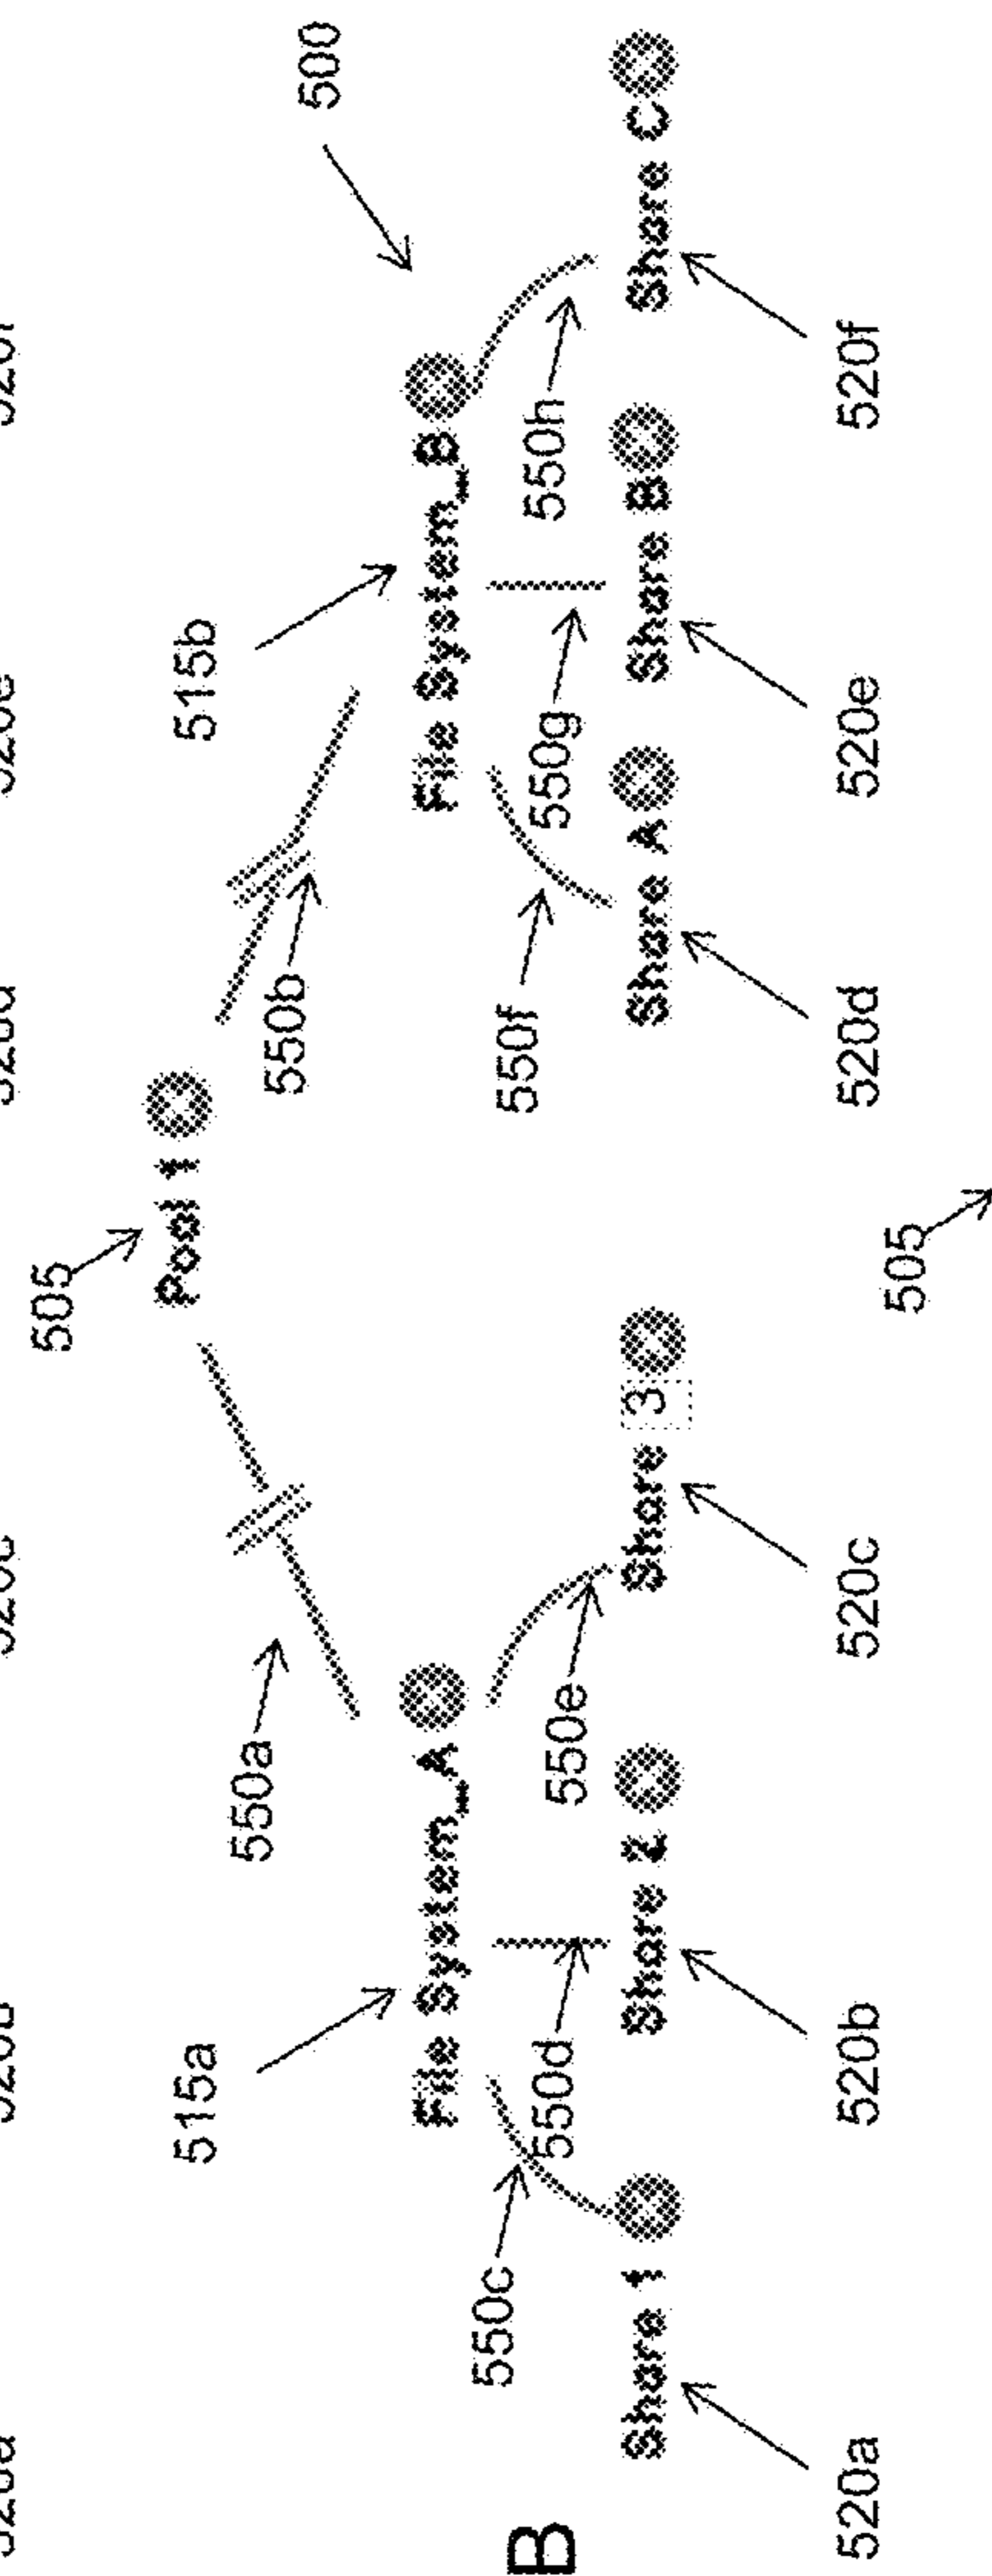 505
Pool 1
515a
515b
550a
550b
500
File System_A
File System_B
550c
550d
550e
550f
550g
550h
B
Share 1
Share 2
Share 3
Share A
Share B
Share C
520a
520b
520c
520d
520e
520f
505